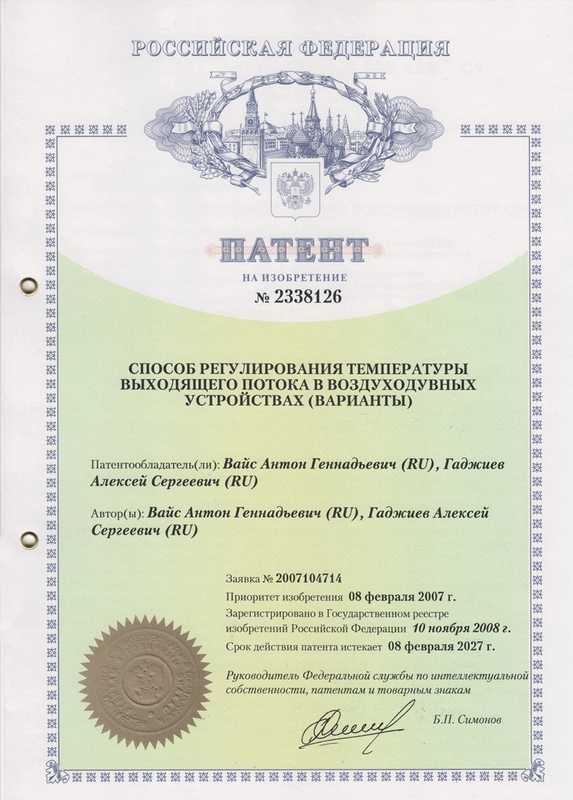 РОССИЙСКАЯ ФЕДЕРАЦИЯ
ПАТЕНТ
НА ИЗОБРЕТЕНИЕ
№ 2338126
СПОСОБ РЕГУЛИРОВАНИЯ ТЕМПЕРАТУРЫ
ВЫХОДЯЩЕГО ПОТОКА В ВОЗДУХОДУВНЫХ
УСТРОЙСТВАХ (ВАРИАНТЫ)
Патентообладатель(ли): Вайс Антон Геннадьевич (RU), Гаджиев
Алексей Сергеевич (RU)
Автор(ы): Вайс Антон Геннадьевич (RU), Гаджиев Алексей
Сергеевич (RU)
Заявка № 2007104714
Приоритет изобретения 08 февраля 2007 г.
Зарегистрировано в Государственном реестре
изобретений Российской Федерации 10 ноября 2008 г.
Срок действия патента истекает 08 февраля 2027 г.
Руководитель Федеральной службы по интеллектуальной
собственности, патентам и товарным знакам
Б.П. Симонов